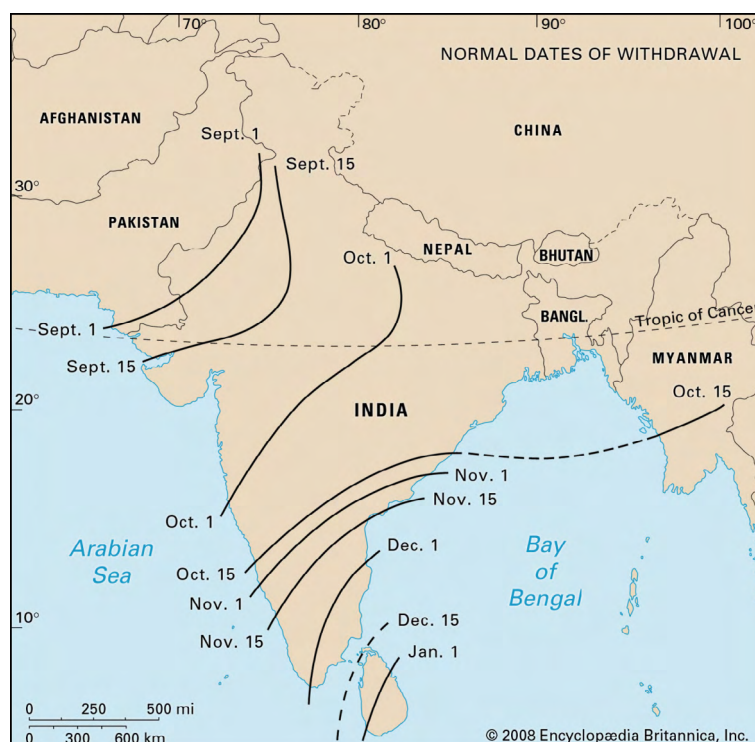 70°
80°
90°
100°
NORMAL DATES OF WITHDRAWAL
AFGHANISTAN
CHINA
Sept. 1
Sept. 15
30°
PAKISTAN
NEPAL
BHUTAN
Oct. 1
BANGL.
Tropic of Cancer
Sept. 1
Sept. 15
MYANMAR
Oct. 15
20°
INDIA
Nov. 1
Nov. 15
Oct. 1
Arabian
Sea
Dec. 1
Bay
of
Bengal
Oct. 15
Nov. 1
Nov. 15
10°
Dec. 15
Jan. 1
0 250 500 mi
0 300 600 km
© 2008 Encyclopædia Britannica, Inc.